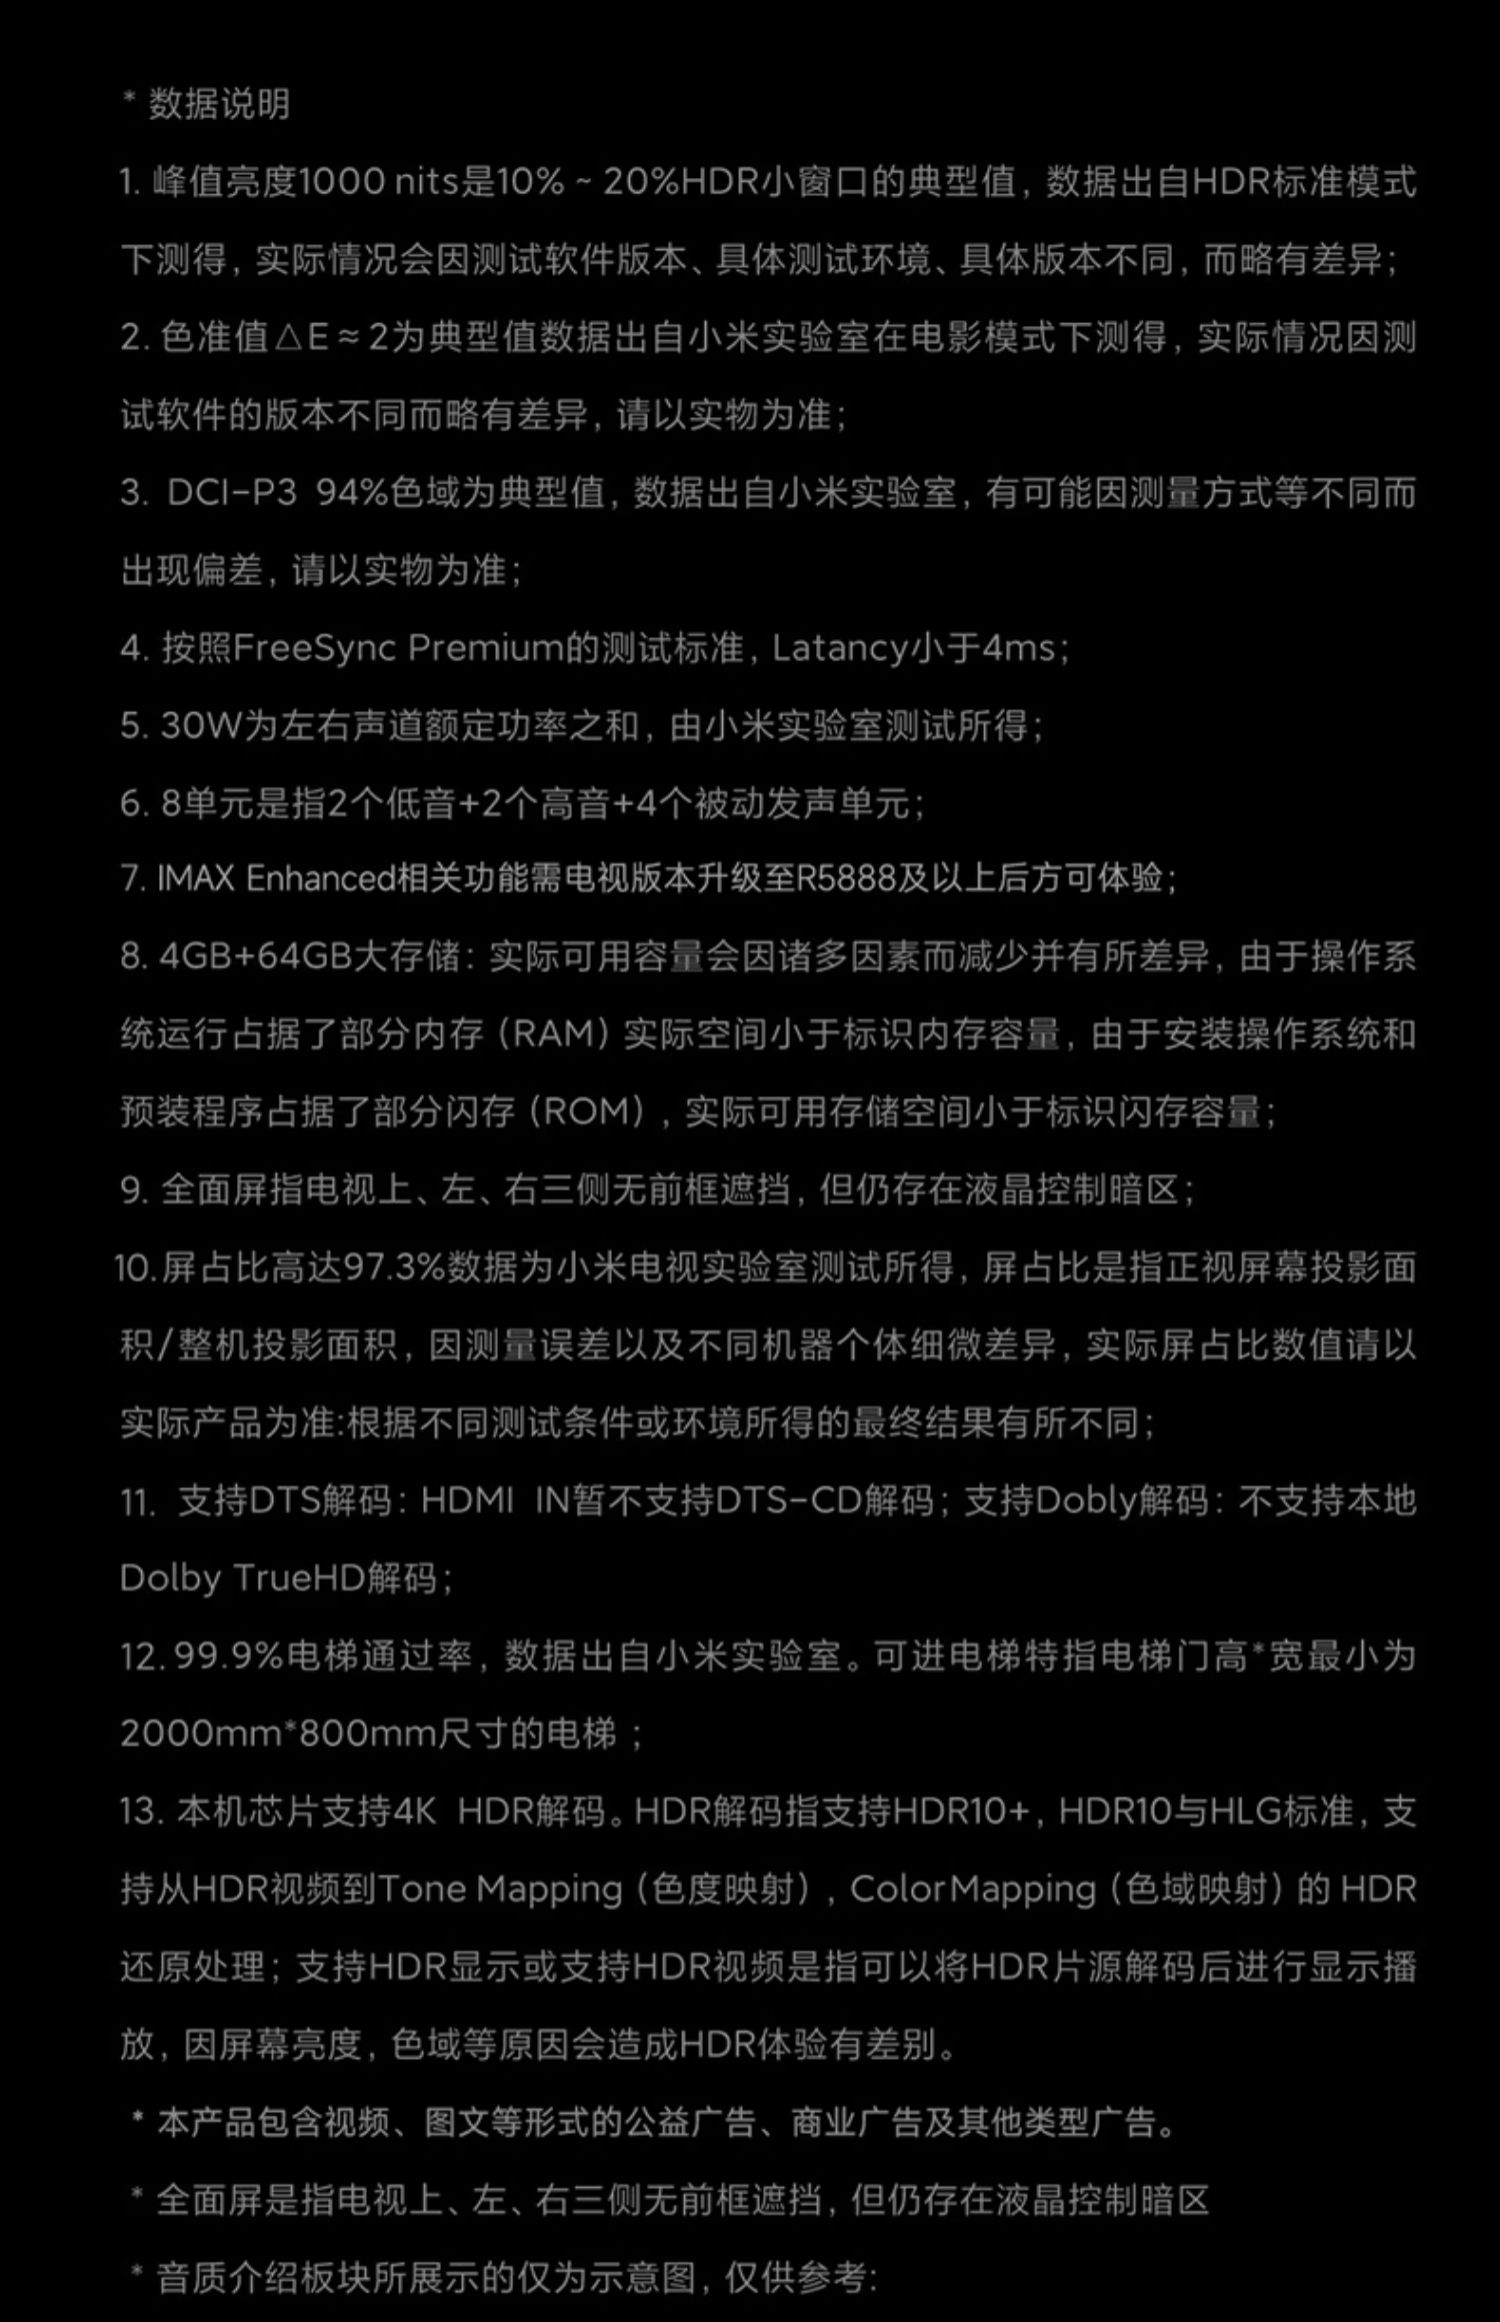 * 数据说明
1. 峰值亮度1000 nits是10% ~ 20%HDR小窗口的典型值，数据出自HDR标准模式
下测得，实际情况会因测试软件版本、具体测试环境、具体版本不同，而略有差异；
2. 色准值△E≈2为典型值数据出自小米实验室在电影模式下测得，实际情况因测
试软件的版本不同而略有差异，请以实物为准；
3. DCI-P3 94%色域为典型值，数据出自小米实验室，有可能因测量方式等不同而
出现偏差，请以实物为准；
4. 按照FreeSync Premium的测试标准，Latancy小于4ms；
5. 30W为左右声道额定功率之和，由小米实验室测试所得；
6. 8单元是指2个低音+2个高音+4个被动发声单元；
7. IMAX Enhanced相关功能需电视版本升级至R5888及以上后方可体验；
8. 4GB+64GB大存储：实际可用容量会因诸多因素而减少并有所差异，由于操作系
统运行占据了部分内存（RAM）实际空间小于标识内存容量，由于安装操作系统和
预装程序占据了部分闪存（ROM），实际可用存储空间小于标识闪存容量；
9. 全面屏指电视上、左、右三侧无前框遮挡，但仍存在液晶控制暗区；
10.屏占比高达97.3%数据为小米电视实验室测试所得，屏占比是指正视屏幕投影面
积/整机投影面积，因测量误差以及不同机器个体细微差异，实际屏占比数值请以
实际产品为准:根据不同测试条件或环境所得的最终结果有所不同；
11. 支持DTS解码：HDMI IN暂不支持DTS-CD解码；支持Dobly解码：不支持本地
Dolby TrueHD解码；
12.99.9%电梯通过率，数据出自小米实验室。可进电梯特指电梯门高*宽最小为
2000mm*800mm尺寸的电梯 ；
13. 本机芯片支持4K HDR解码。HDR解码指支持HDR10+，HDR10与HLG标准，支
持从HDR视频到Tone Mapping（色度映射），ColorMapping（色域映射）的 HDR
还原处理；支持HDR显示或支持HDR视频是指可以将HDR片源解码后进行显示播
放，因屏幕亮度，色域等原因会造成HDR体验有差别。
* 本产品包含视频、图文等形式的公益广告、商业广告及其他类型广告。
* 全面屏是指电视上、左、右三侧无前框遮挡，但仍存在液晶控制暗区
* 音质介绍板块所展示的仅为示意图，仅供参考: